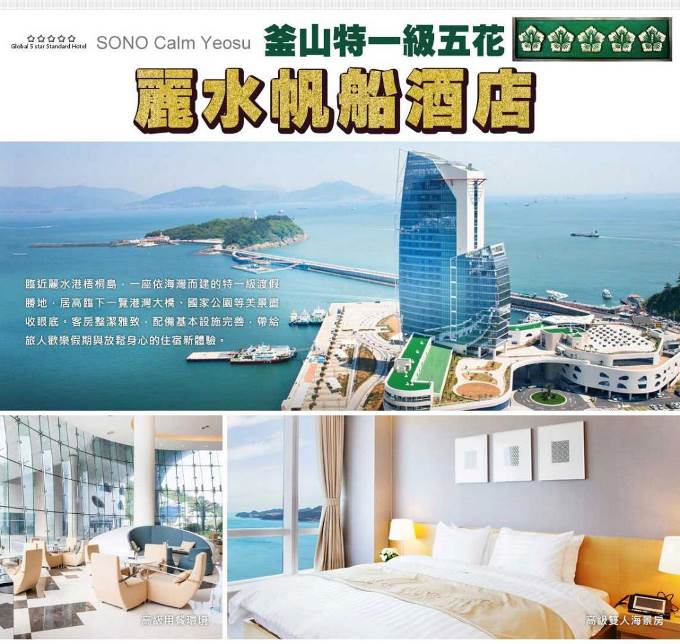 Global 5 star Standard Hotel
SONO Calm Yeosu
釜山特一級五花
麗水帆船酒店
臨近麗水港梧桐島，一座依海灣而建的特一級渡假
勝地，居高臨下一覽港灣大橋、國家公園等美景盡
收眼底。客房整潔雅致，配備基本設施完善，帶給
旅人歡樂假期與放鬆身心的住宿新體驗。
高級用餐環境
高級雙人海景房